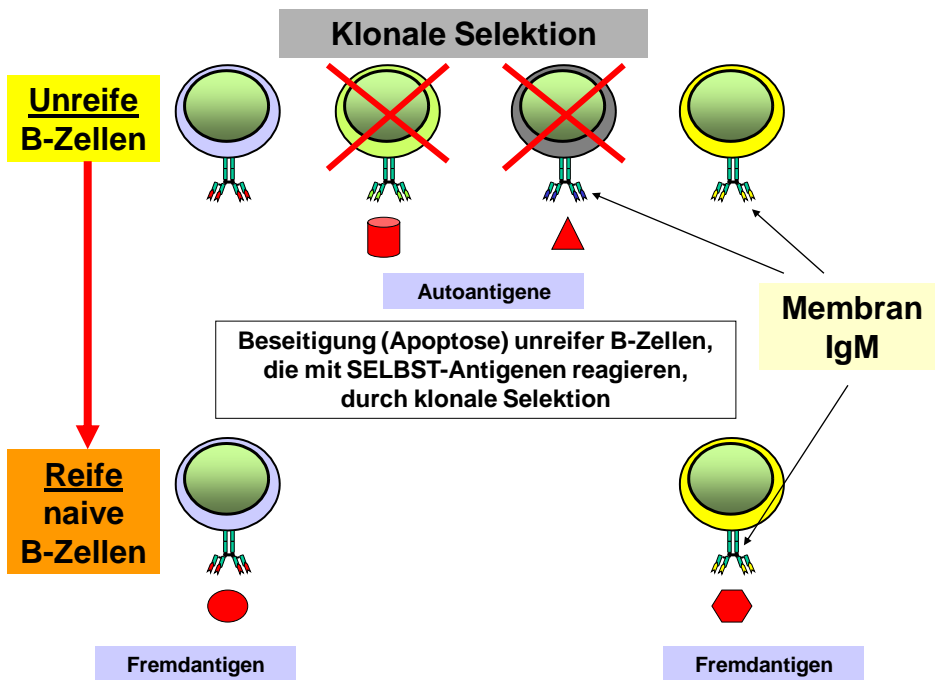 Klonale Selektion
Unreife
B-Zellen
Autoantigene
Membran
IgM
Beseitigung (Apoptose) unreifer B-Zellen,
die mit SELBST-Antigenen reagieren,
durch klonale Selektion
Reife
naive
B-Zellen
Fremdantigen
Fremdantigen